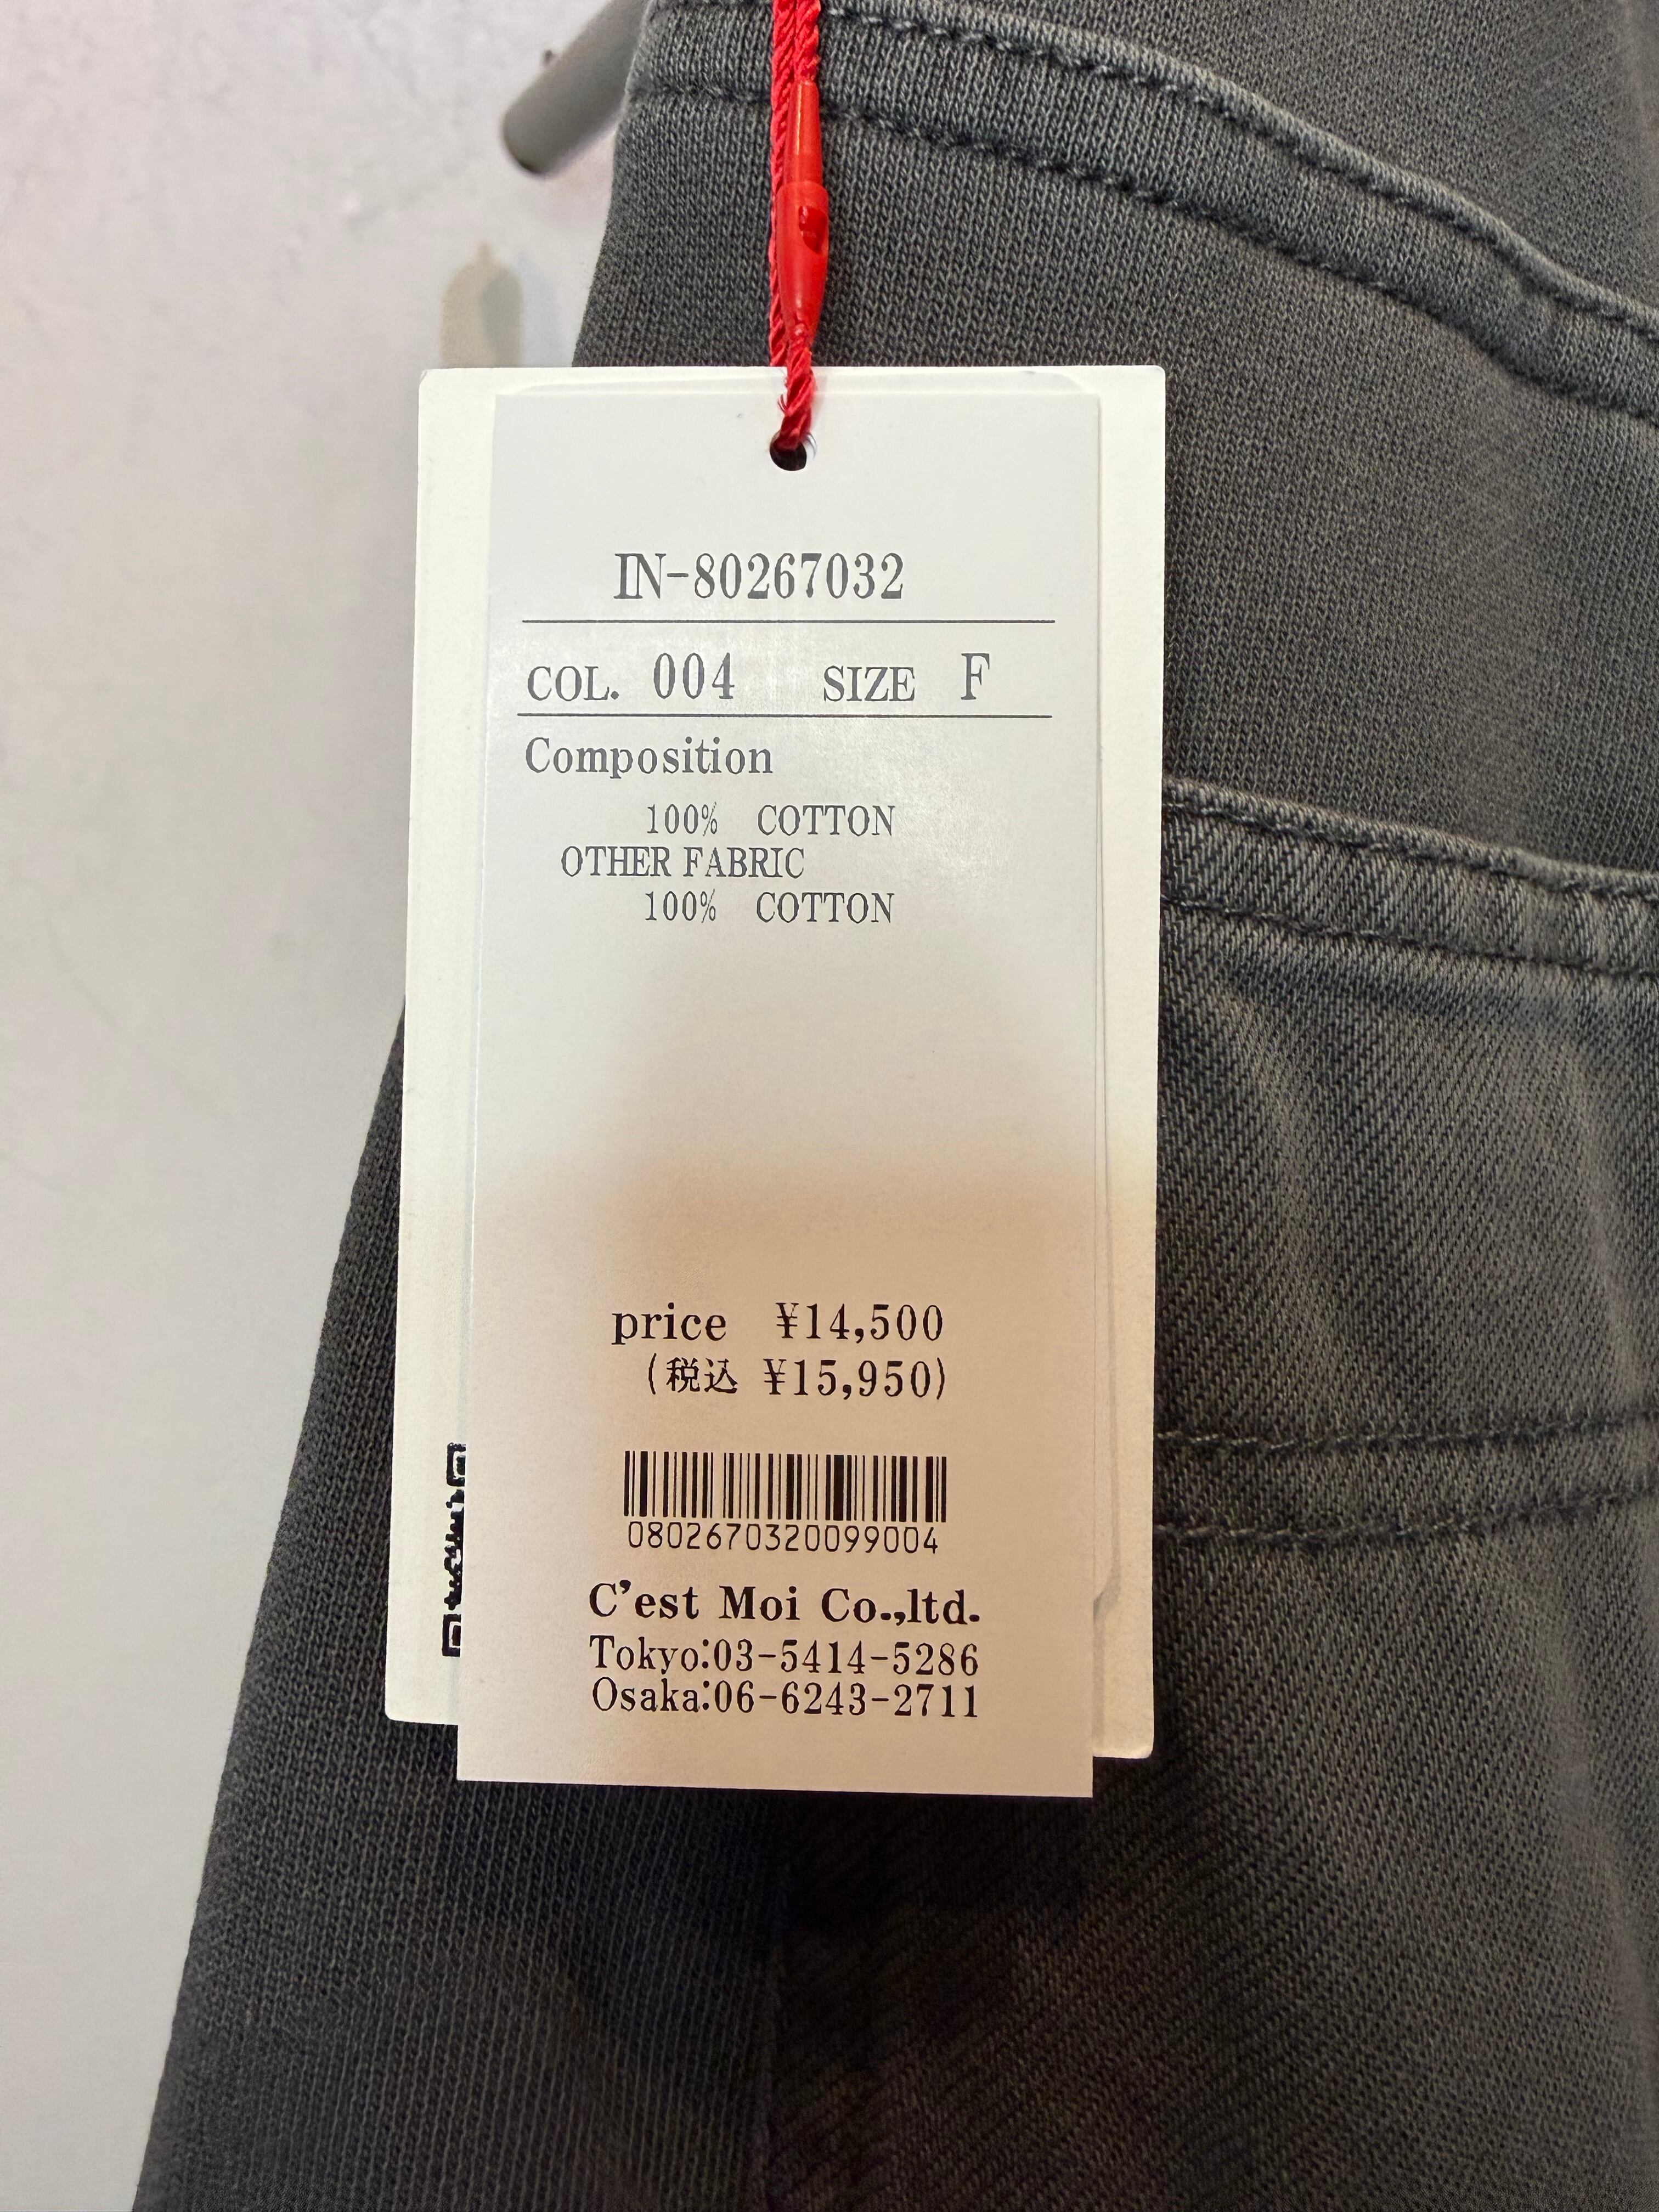 IN-80267032
COL. 004 SIZE F
Composition
100% COTTON
OTHER FABRIC
100% COTTON
price ¥14,500
(税込 ¥15,950)
0802670320099004
C'est Moi Co.,ltd.
Tokyo:03-5414-5286
Osaka:06-6243-2711